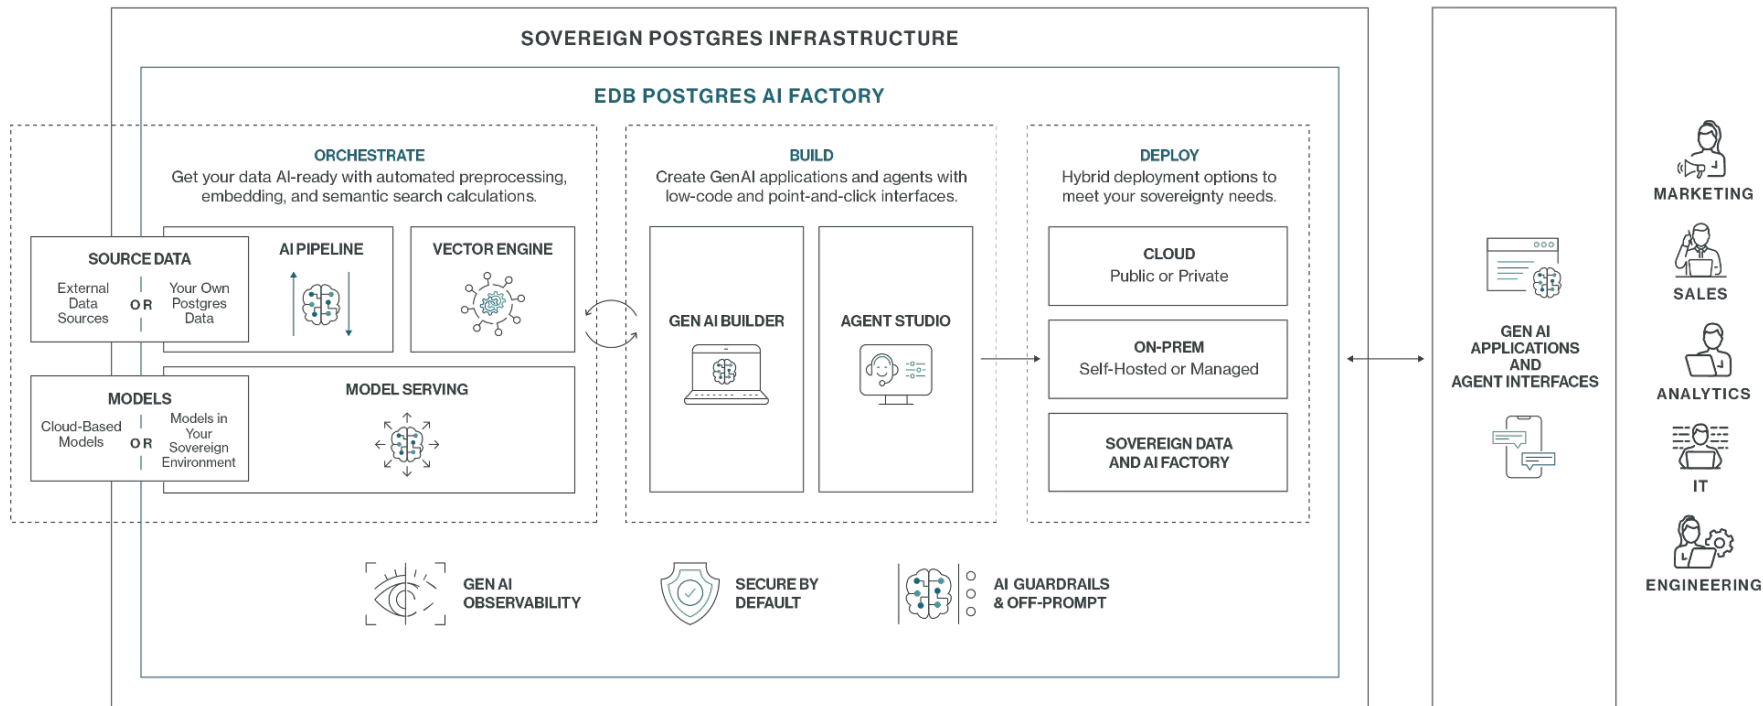 SOVEREIGN POSTGRES INFRASTRUCTURE
EDB POSTGRES AI FACTORY
ORCHESTRATE
Get your data AI-ready with automated preprocessing,
embedding, and semantic search calculations.
SOURCE DATA
External
Data
Sources
OR
Your Own
Postgres
Data
AI PIPELINE
VECTOR ENGINE
MODELS
Cloud-Based
Models
OR
Models in
Your
Sovereign
Environment
MODEL SERVING
BUILD
Create GenAI applications and agents with
low-code and point-and-click interfaces.
GEN AI BUILDER
AGENT STUDIO
DEPLOY
Hybrid deployment options to
meet your sovereignty needs.
CLOUD
Public or Private
ON-PREM
Self-Hosted or Managed
SOVEREIGN DATA
AND AI FACTORY
GEN AI
OBSERVABILITY
SECURE BY
DEFAULT
AI GUARDRAILS
& OFF-PROMPT
GEN AI
APPLICATIONS
AND
AGENT INTERFACES
MARKETING
SALES
ANALYTICS
IT
ENGINEERING